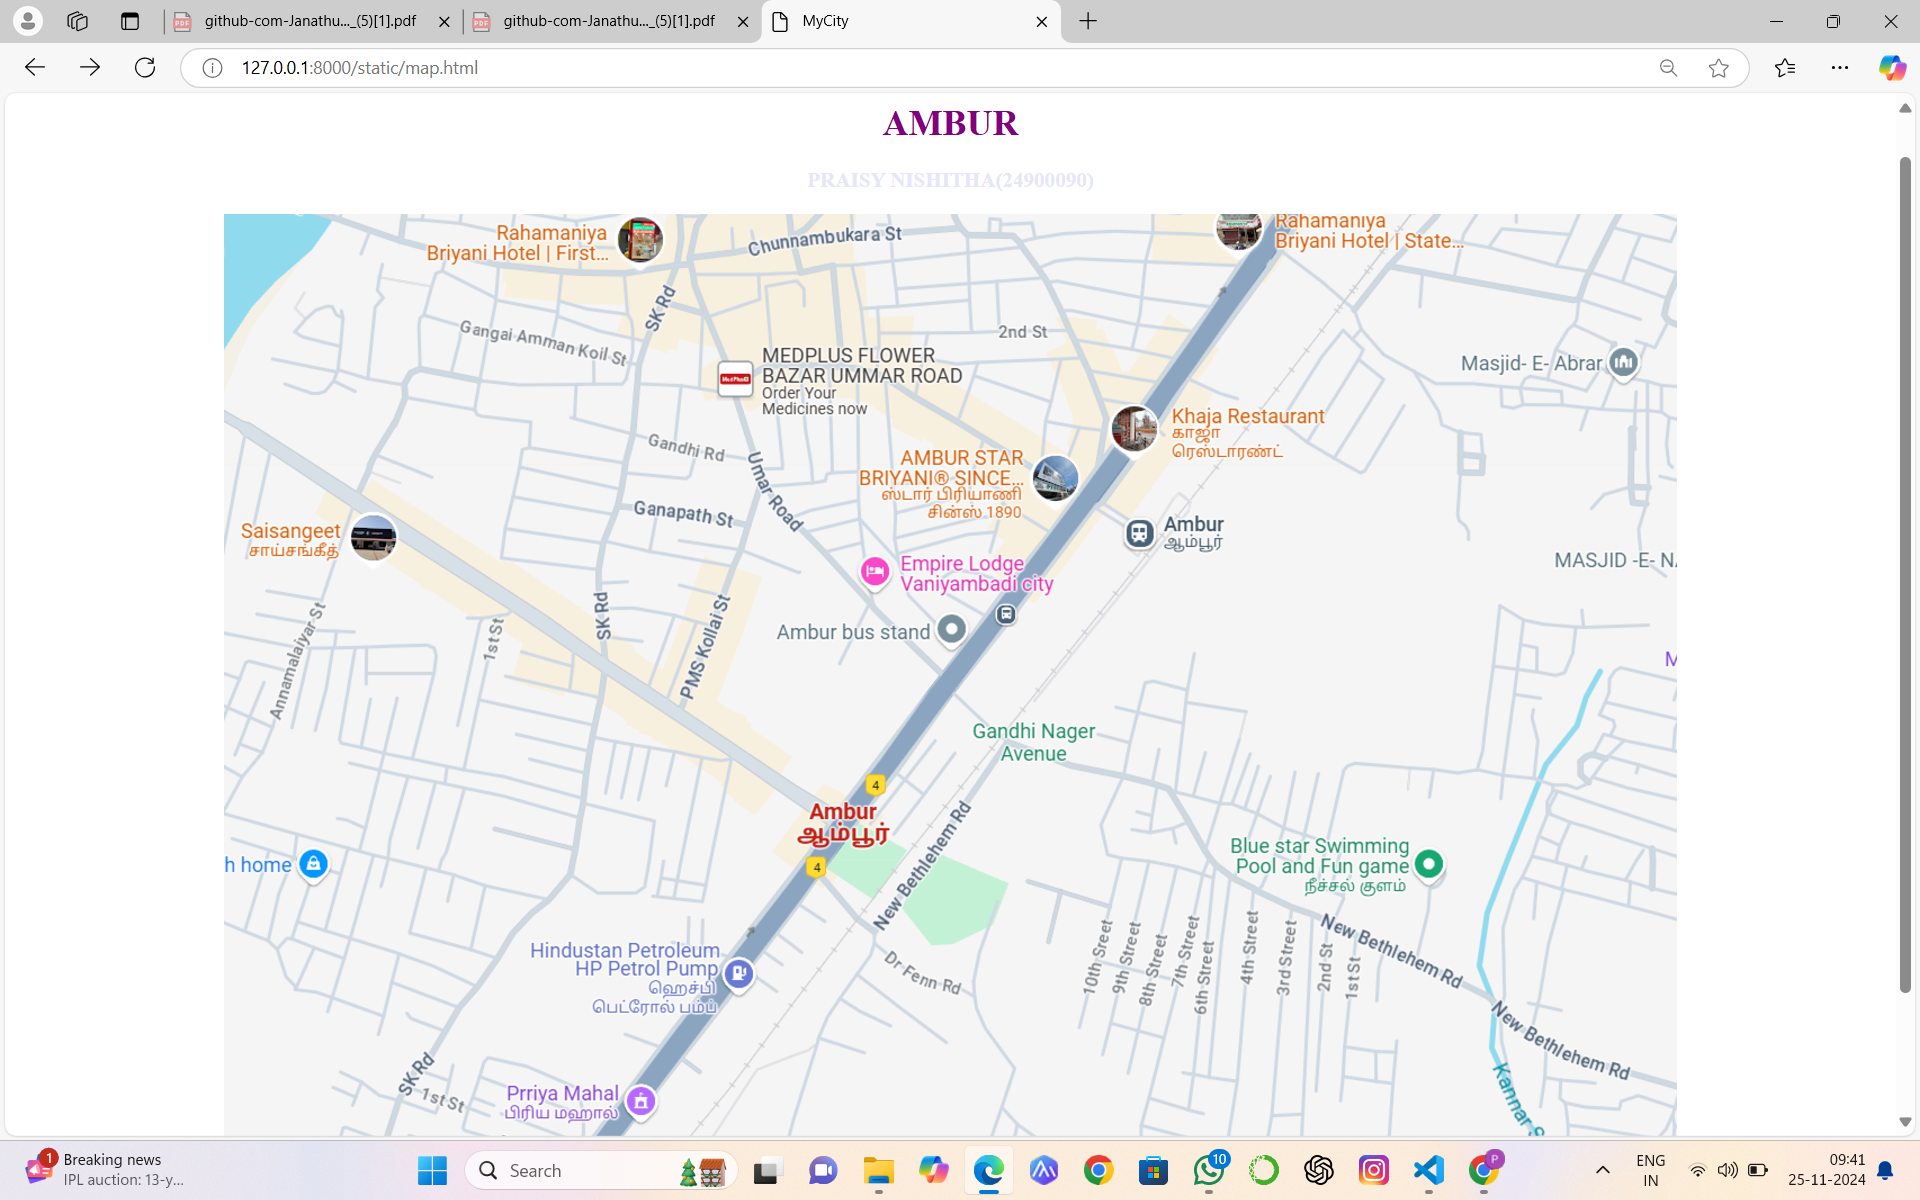 github-com-Janathu..._(5)[1].pdf
github-com-Janathu..._(5)[1].pdf
MyCity
127.0.0.1:8000/static/map.html
AMBUR
PRAISY NISHITHA(24900090)
Rahamaniya
Briyani Hotel | First...
Chunnambukara St
Rahamaniya
Briyani Hotel | State...
SK Rd
Gangai Amman Koil St
2nd St
MEDPLUS FLOWER
BAZAR UMMAR ROAD
Order Your
Medicines now
MedPlus
Masjid- E- Abrar
Khaja Restaurant
காஜா
ரெஸ்டாரண்ட்
Gandhi Rd
Umar Road
AMBUR STAR
BRIYANI® SINCE...
ஸ்டார் பிரியாணி
சின்ஸ் 1890
Ganapath St
Saisangeet
சாய்சங்கீத்
Ambur
ஆம்பூர்
MASJID -E- NA
Empire Lodge
Vaniyambadi city
Ambur bus stand
SK Rd
PMS Kollai St
1st St
Annamalaiyar St
M
Gandhi Nager
Avenue
4
Ambur
ஆம்பூர்
4
New Bethlehem Rd
Blue star Swimming
Pool and Fun game
நீச்சல் குளம்
h home
Hindustan Petroleum
HP Petrol Pump
ஹெச்பி
பெட்ரோல் பம்ப்
Dr Fenn Rd
10th Sreet
9th Street
8th Street
7th Street
6th Street
4th Street
3rd Street
2nd St
1st St
New Bethlehem Rd
New Bethlehem Rd
SK Rd
1st St
Prriya Mahal
பிரிய மஹால்
Kannar S
1
Breaking news
IPL auction: 13-y...
Search
10
P
ENG
IN
09:41
25-11-2024